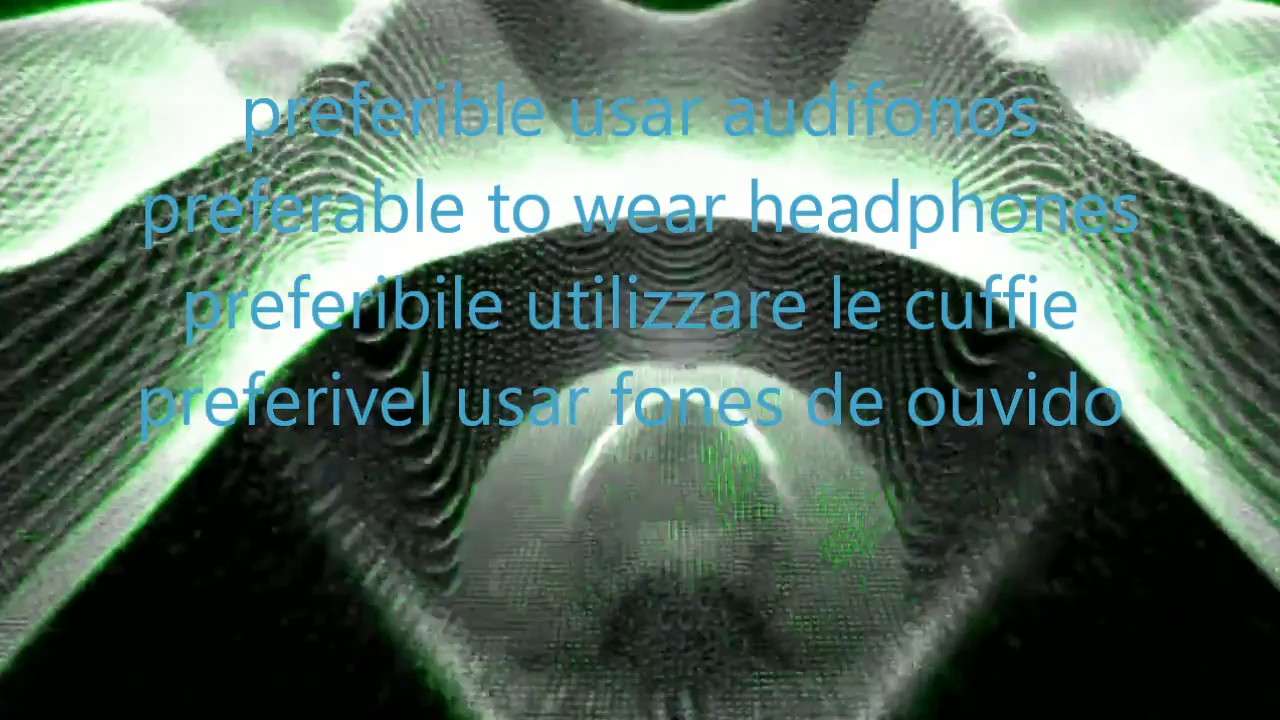 preferible usar audifonos
preferable to wear headphones
preferibile utilizzare le cuffie
preferivel usar fones de ouvido